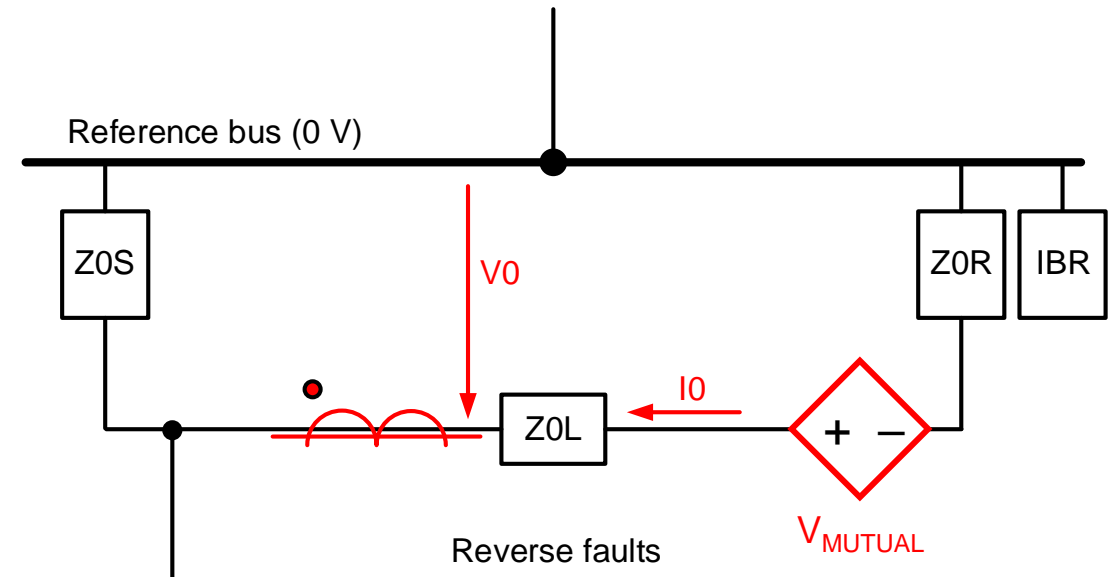 Reference bus (0 V)
Z0S
V0
Z0R
IBR
I0
Z0L
+ –
VMUTUAL
Reverse faults